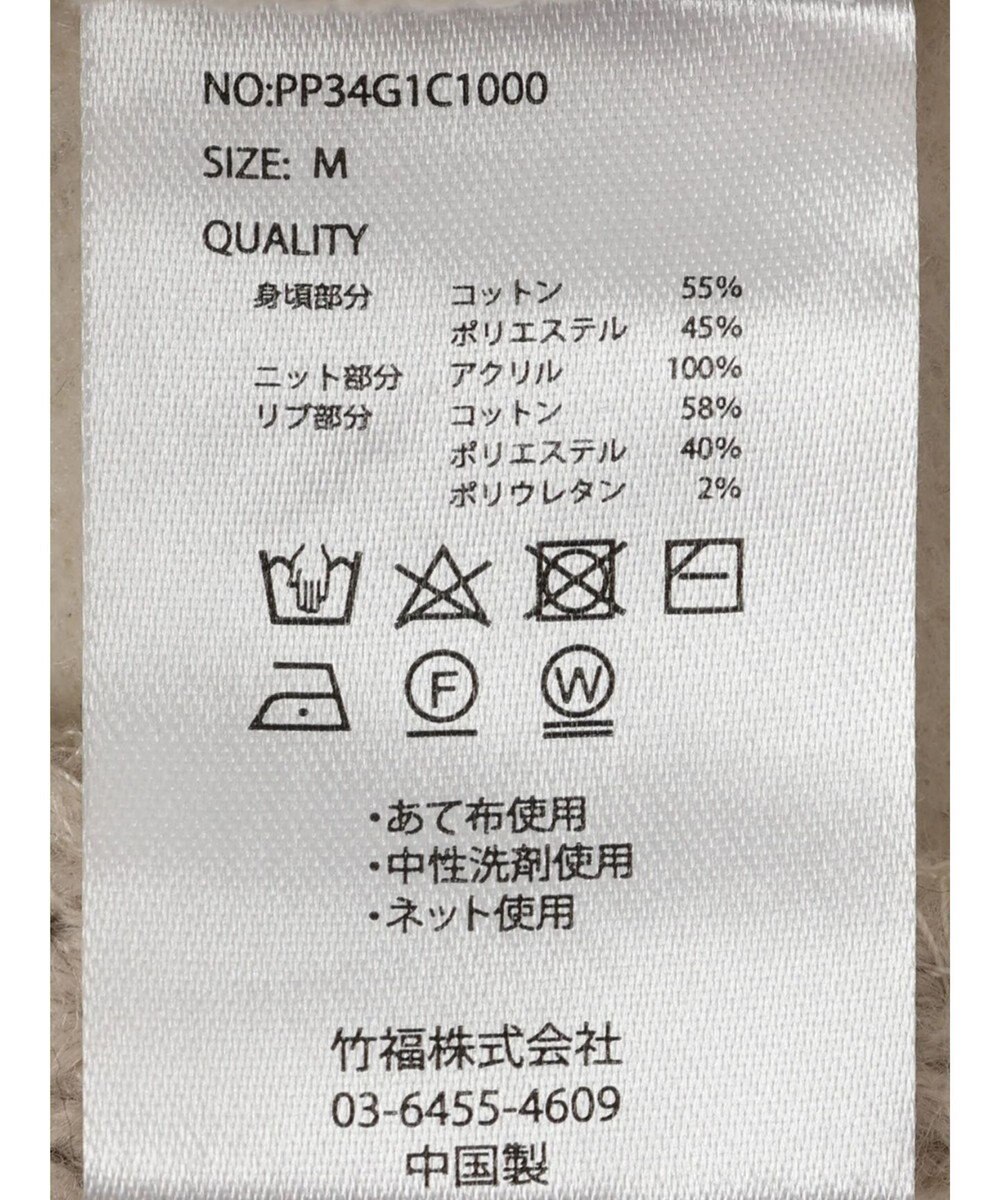 NO:PP34G1C1000
SIZE: M
QUALITY
身頃部分 コットン 55%
ポリエステル 45%
ニット部分 アクリル 100%
リブ部分 コットン 58%
ポリエステル 40%
ポリウレタン 2%
F W
・あて布使用
・中性洗剤使用
・ネット使用
竹福株式会社
03-6455-4609
中国製